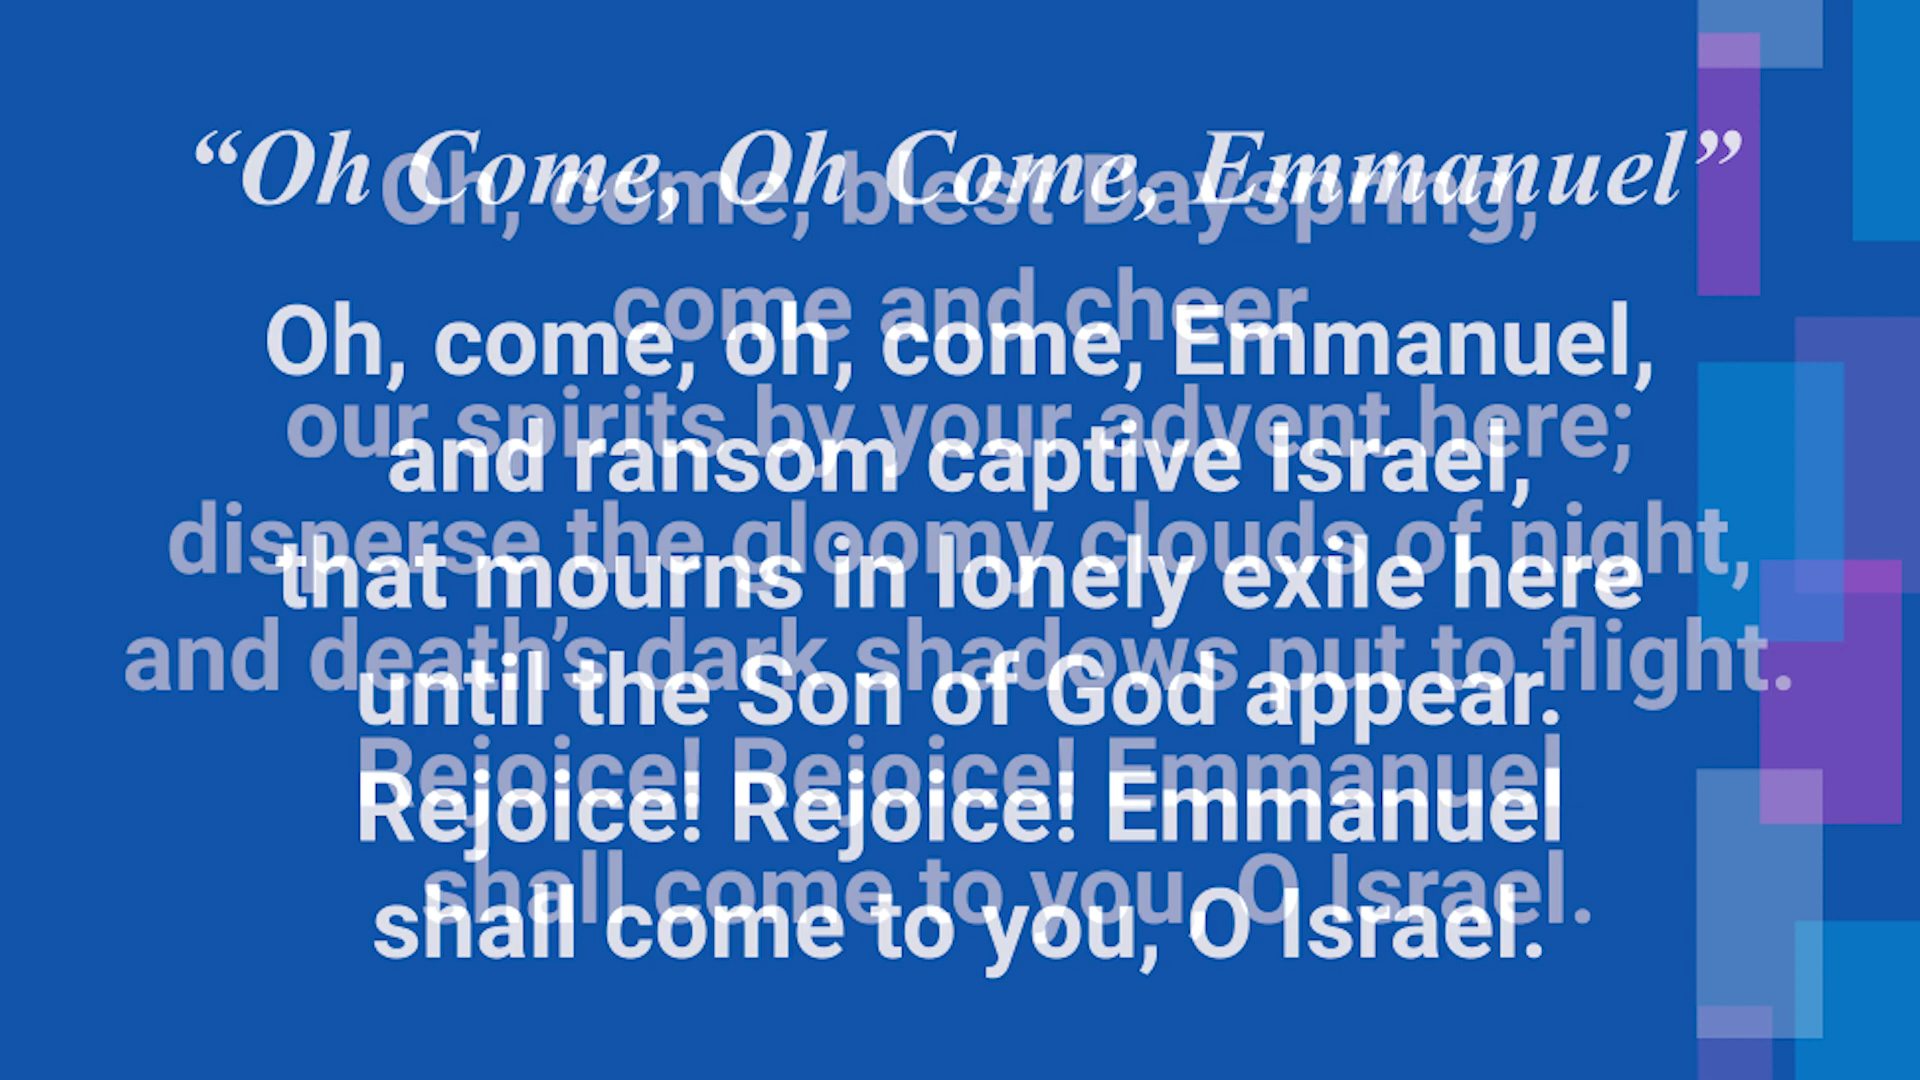 “Oh Come, Oh Come, Emmanuel”
Oh, come, oh, come, Emmanuel,
and ransom captive Israel,
that mourns in lonely exile here
until the Son of God appear.
Rejoice! Rejoice! Emmanuel
shall come to you, O Israel.
Oh, come, blest Dayspring,
come and cheer
our spirits by your advent here;
disperse the gloomy clouds of night,
and death’s dark shadows put to flight.
Rejoice! Rejoice! Emmanuel
shall come to you, O Israel.